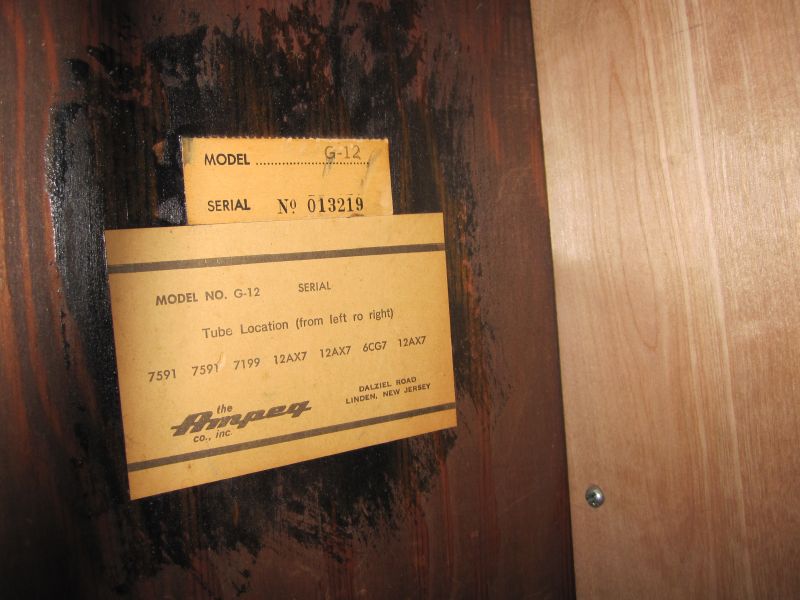 MODEL ........................ G-12
SERIAL Nº 013219
MODEL NO. G-12 SERIAL
Tube Location (from left ro right)
7591 7591 7199 12AX7 12AX7 6CG7 12AX7
the
Ampeg
co., inc.
DALZIEL ROAD
LINDEN, NEW JERSEY